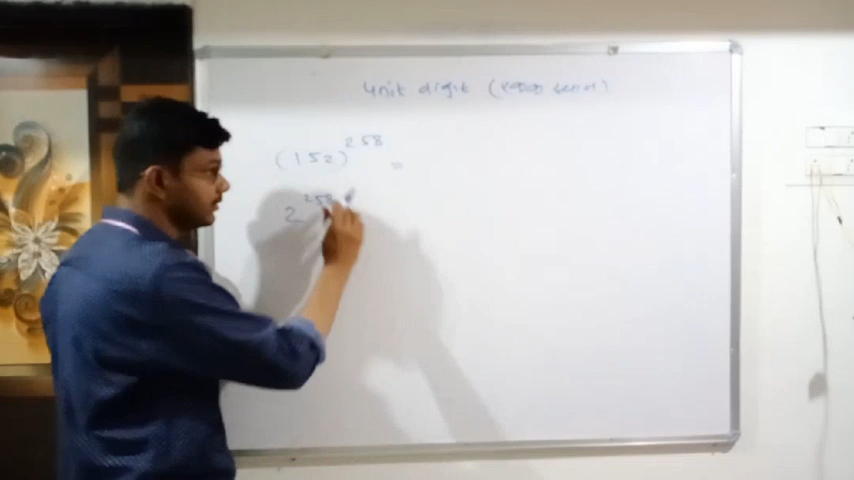 unit digit (
(152)^258 =
2^258